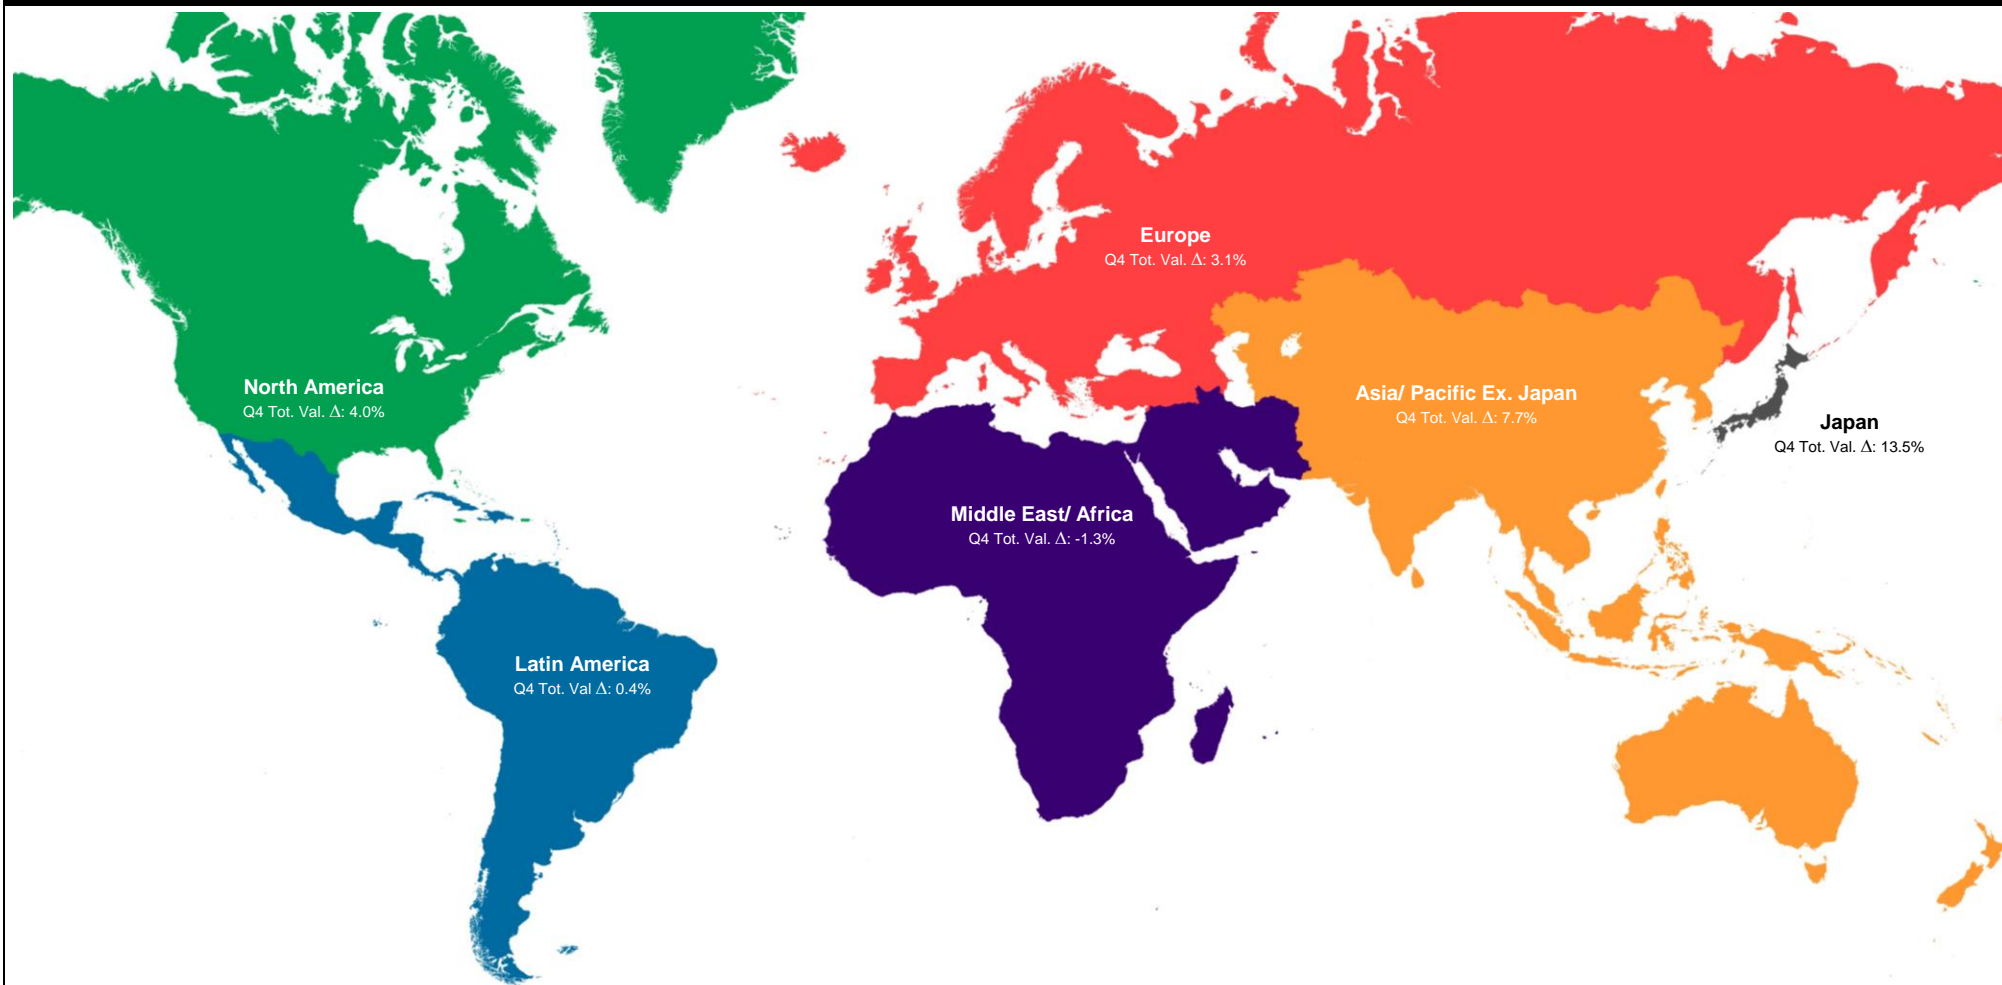 Europe
Q4 Tot. Val. Δ: 3.1%
North America
Q4 Tot. Val. Δ: 4.0%
Asia/ Pacific Ex. Japan
Q4 Tot. Val. Δ: 7.7%
Japan
Q4 Tot. Val. Δ: 13.5%
Middle East/ Africa
Q4 Tot. Val. Δ: -1.3%
Latin America
Q4 Tot. Val Δ: 0.4%